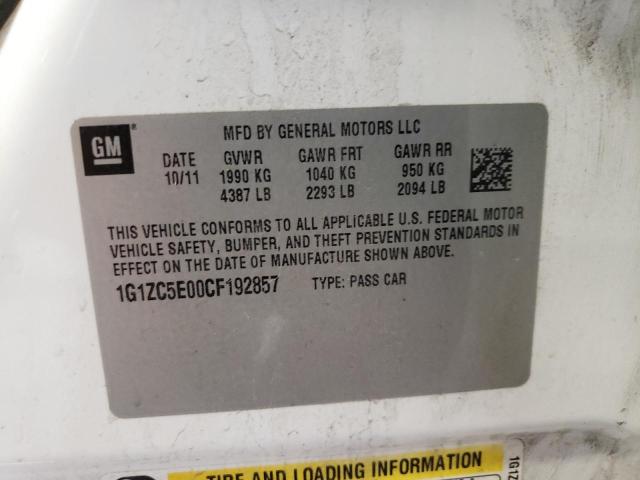 GM®
MFD BY GENERAL MOTORS LLC
DATE GVWR GAWR FRT GAWR RR
10/11 1990 KG 1040 KG 950 KG
4387 LB 2293 LB 2094 LB
THIS VEHICLE CONFORMS TO ALL APPLICABLE U.S. FEDERAL MOTOR
VEHICLE SAFETY, BUMPER, AND THEFT PREVENTION STANDARDS IN
EFFECT ON THE DATE OF MANUFACTURE SHOWN ABOVE.
1G1ZC5E00CF192857 TYPE: PASS CAR
TIRE AND LOADING INFORMATION
1G1Z